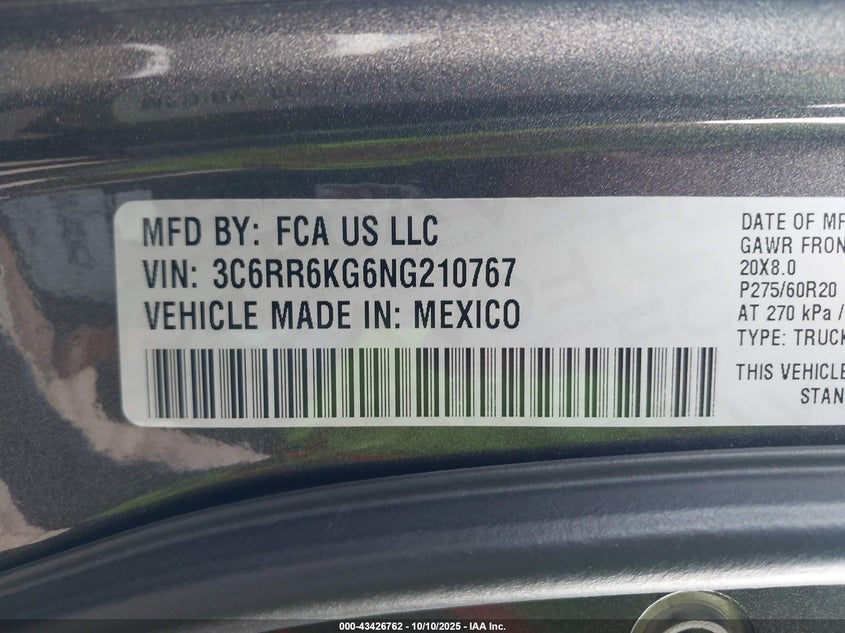 MFD BY: FCA US LLC
VIN: 3C6RR6KG6NG210767
VEHICLE MADE IN: MEXICO
DATE OF MF
GAWR FRON
20X8.0
P275/60R20
AT 270 kPa /
TYPE: TRUCK
THIS VEHICLE
STAN
000-43426762 - 10/10/2025 - IAA Inc.